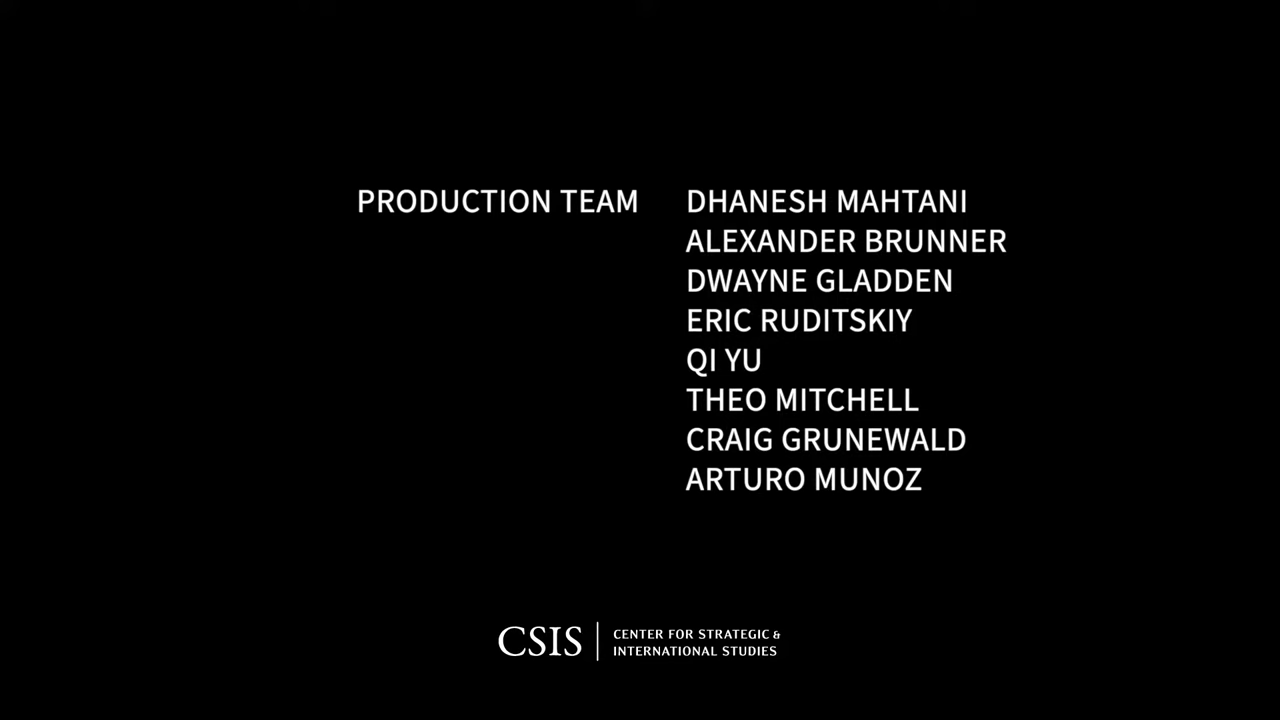 PRODUCTION TEAM DHANESH MAHTANI
ALEXANDER BRUNNER
DWAYNE GLADDEN
ERIC RUDITSKIY
QI YU
THEO MITCHELL
CRAIG GRUNEWALD
ARTURO MUNOZ
CSIS
CENTER FOR STRATEGIC &
INTERNATIONAL STUDIES